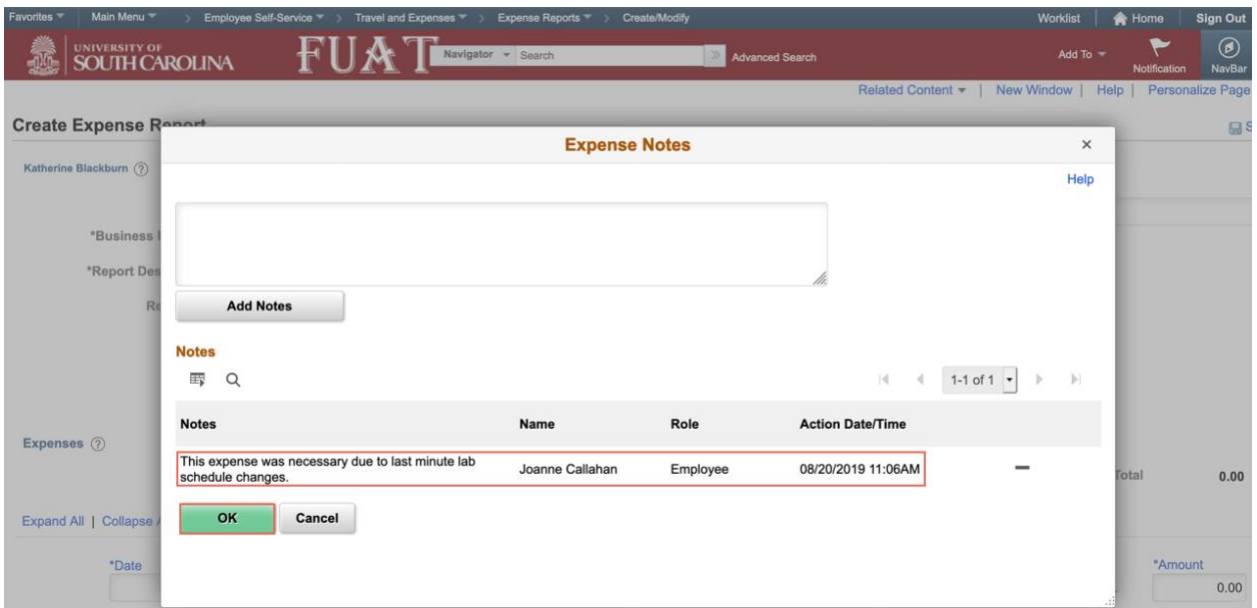 Favorites Main Menu > Employee Self-Service > Travel and Expenses > Expense Reports > Create/Modify Worklist Home Sign Out
UNIVERSITY OF
SOUTH CAROLINA
FUAT
Navigator Search Advanced Search Add To Notification NavBar
Related Content | New Window | Help | Personalize Page
Create Expense Report
Expense Notes ×
Katherine Blackburn ?
Help
*Business
*Report Des
Add Notes
Notes
1-1 of 1
Notes Name Role Action Date/Time
Expenses ?
This expense was necessary due to last minute lab
schedule changes.
Joanne Callahan Employee 08/20/2019 11:06AM
Total 0.00
OK Cancel
Expand All | Collapse
*Date *Amount
0.00